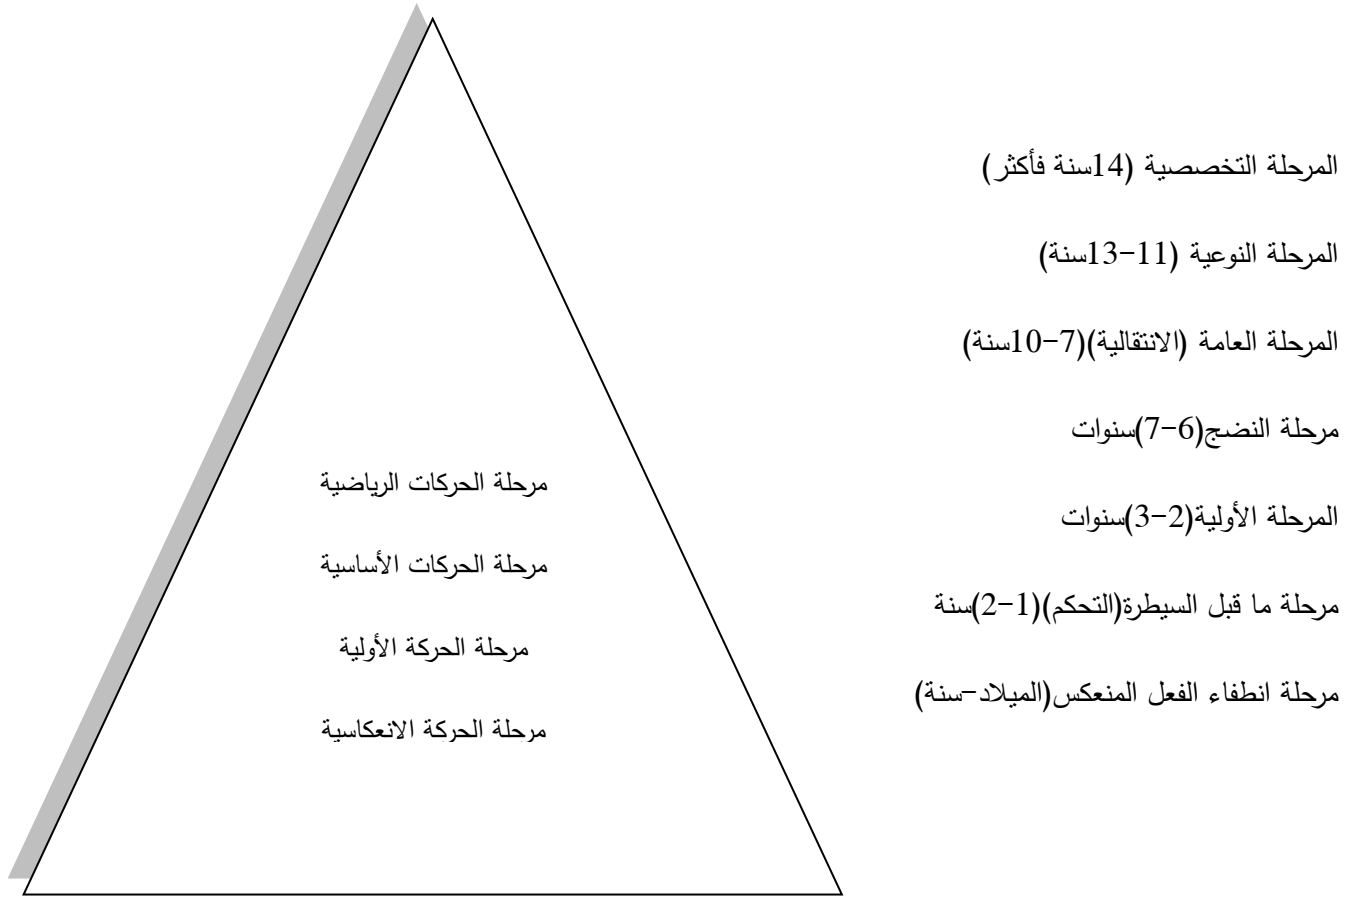 المرحلة التخصصية (14سنة فأكثر)
المرحلة النوعية (11-13سنة)
المرحلة العامة (الانتقالية)(7-10سنة)
مرحلة النضج(6-7)سنوات
المرحلة الأولية(2-3)سنوات
مرحلة ما قبل السيطرة(التحكم)(1-2)سنة
مرحلة انطفاء الفعل المنعكس(الميلاد-سنة)
مرحلة الحركات الرياضية
مرحلة الحركات الأساسية
مرحلة الحركة الأولية
مرحلة الحركة الانعكاسية